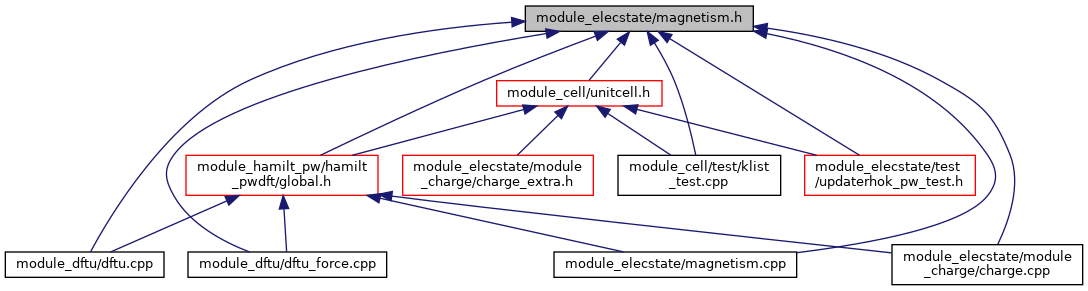 module_elecstate/magnetism.h
module_cell/unitcell.h
module_hamilt_pw/hamilt
_pwdft/global.h
module_elecstate/module
_charge/charge_extra.h
module_cell/test/klist
_test.cpp
module_elecstate/test
/updaterhok_pw_test.h
module_dftu/dftu.cpp
module_dftu/dftu_force.cpp
module_elecstate/magnetism.cpp
module_elecstate/module
_charge/charge.cpp